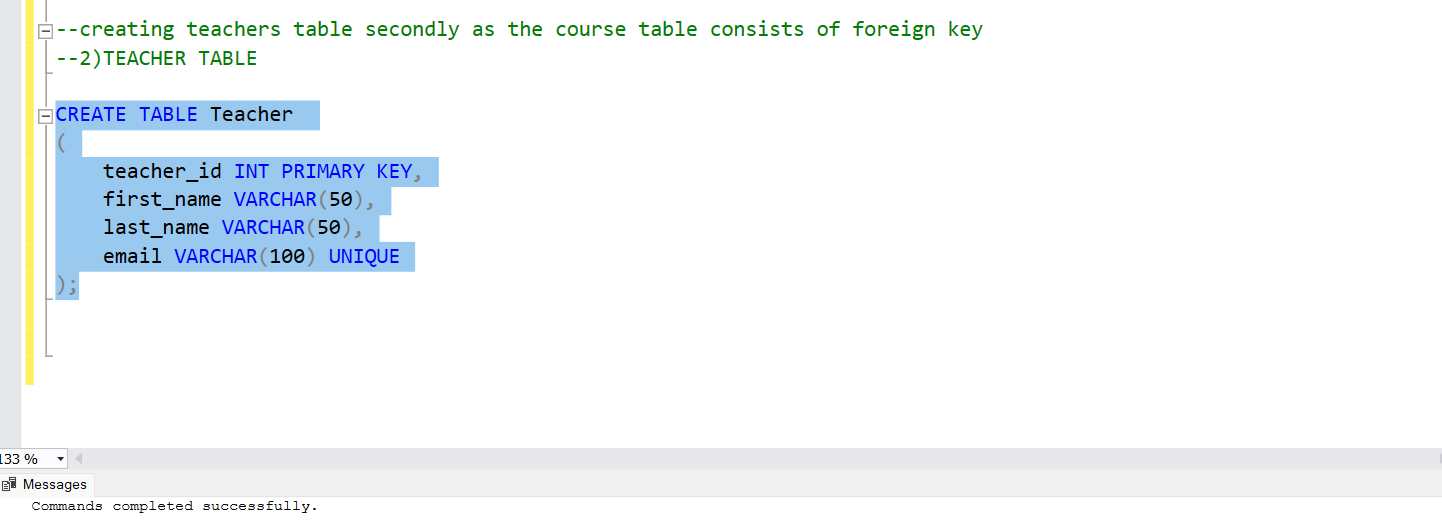 --creating teachers table secondly as the course table consists of foreign key
--2)TEACHER TABLE
CREATE TABLE Teacher
(
teacher_id INT PRIMARY KEY,
first_name VARCHAR(50),
last_name VARCHAR(50),
email VARCHAR(100) UNIQUE
);
133 %
Messages
Commands completed successfully.